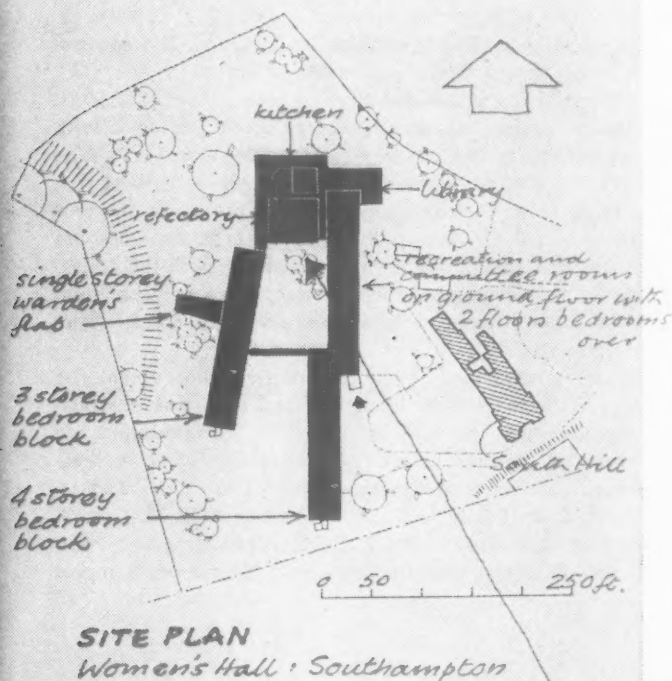 kitchen
library
refectory
recreation and
committee rooms
on ground floor with
2 floors bedrooms
over
single storey
wardens
flat
3 storey
bedroom
block
South Hill
4 storey
bedroom
block
0 50 250 ft.
SITE PLAN
Women's Hall : Southampton